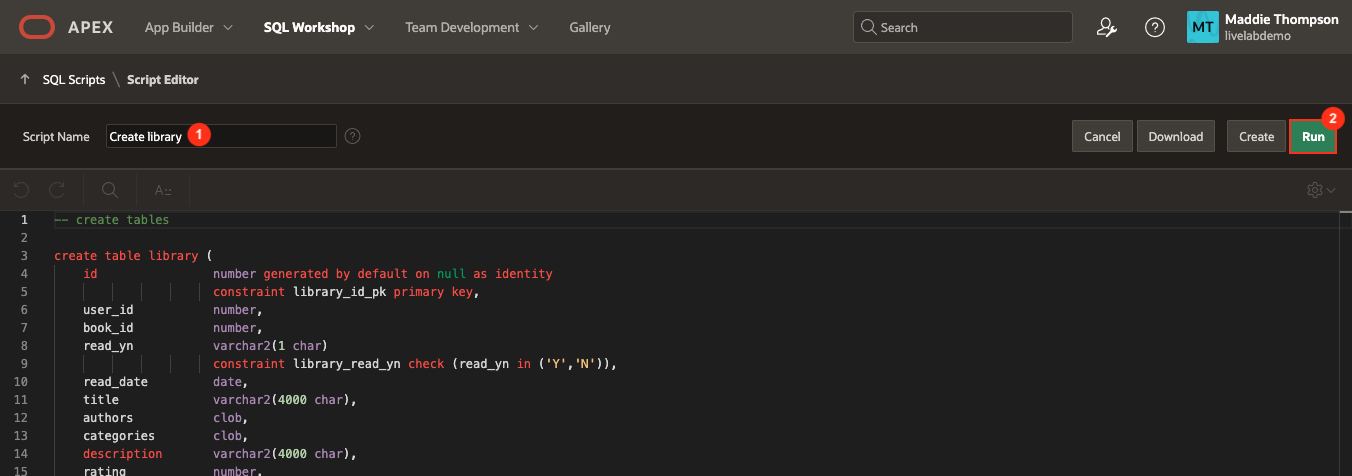 APEX App Builder SQL Workshop Team Development Gallery Search ? MT Maddie Thompson
livelabdemo
SQL Scripts \ Script Editor
Script Name Create library 1 ? Cancel Download Create Run 2
A
1 -- create tables
2
3 create table library (
4 id number generated by default on null as identity
5 constraint library_id_pk primary key,
6 user_id number,
7 book_id number,
8 read_yn varchar2(1 char)
9 constraint library_read_yn check (read_yn in ('Y','N')),
10 read_date date,
11 title varchar2(4000 char),
12 authors clob,
13 categories clob,
14 description varchar2(4000 char),
15 rating number,